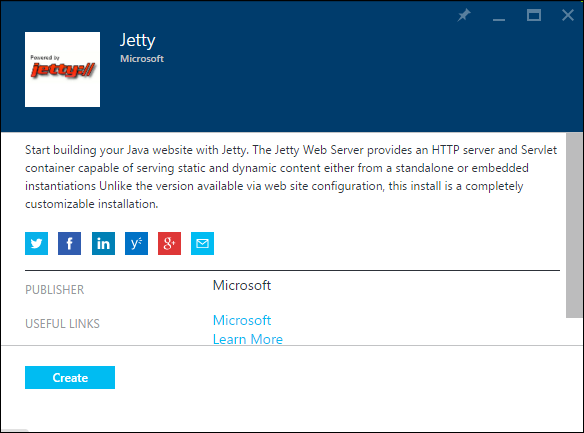 Jetty
Microsoft
Powered by
jetty://
Start building your Java website with Jetty. The Jetty Web Server provides an HTTP server and Servlet
container capable of serving static and dynamic content either from a standalone or embedded
instantiations Unlike the version available via web site configuration, this install is a completely
customizable installation.
PUBLISHER
Microsoft
USEFUL LINKS
Microsoft
Learn More
Create